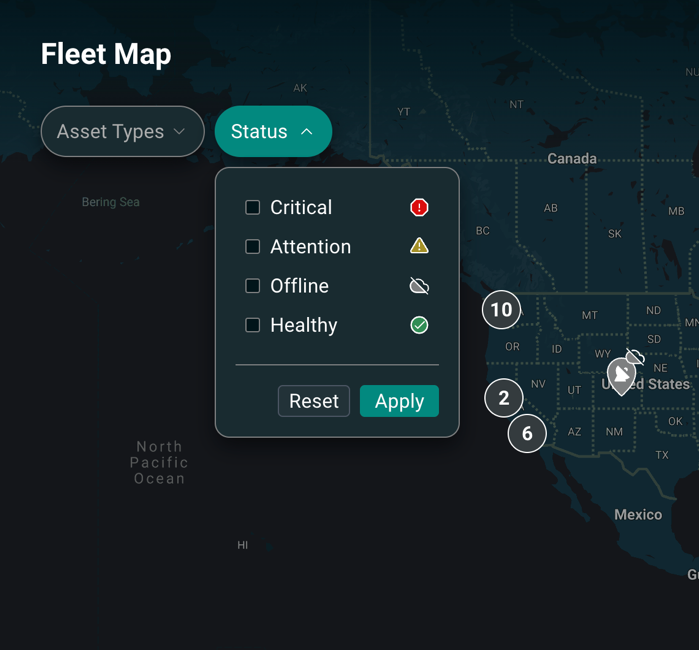 Fleet Map
AK
YT
NT
NU
Asset Types
Status
Canada
Bering Sea
Critical
AB
MB
BC
SK
Attention
Offline
Healthy
10
MT
ND
MN
OR
ID
WY
SD
NE
United States
NV
UT
2
Reset
Apply
6
AZ
NM
OK
TX
North
Pacific
Ocean
Mexico
HI